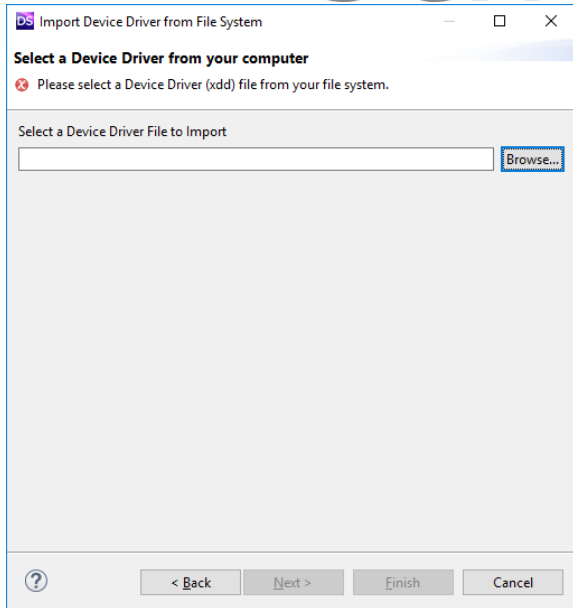 DS Import Device Driver from File System
Select a Device Driver from your computer
Please select a Device Driver (xdd) file from your file system.
Select a Device Driver File to Import
Browse...
? < Back Next > Finish Cancel